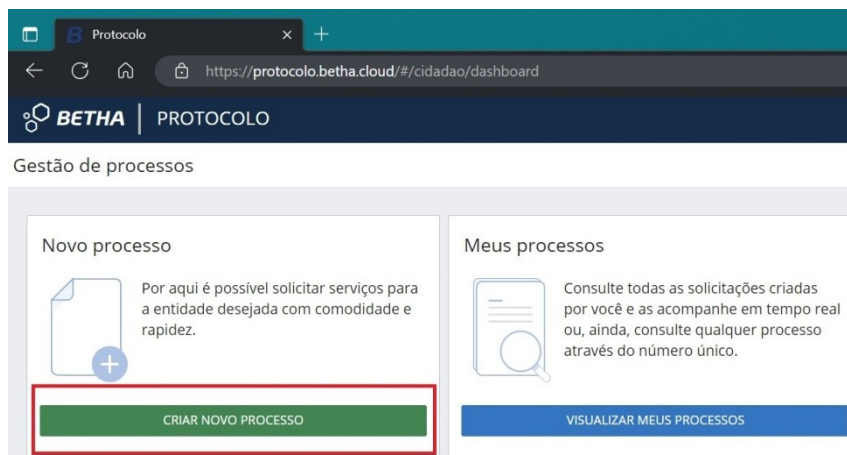 Protocolo
https://protocolo.betha.cloud/#/cidadao/dashboard
BETHA | PROTOCOLO
Gestão de processos
Novo processo
Por aqui é possível solicitar serviços para
a entidade desejada com comodidade e
rapidez.
CRIAR NOVO PROCESSO
Meus processos
Consulte todas as solicitações criadas
por você e as acompanhe em tempo real
ou, ainda, consulte qualquer processo
através do número único.
VISUALIZAR MEUS PROCESSOS